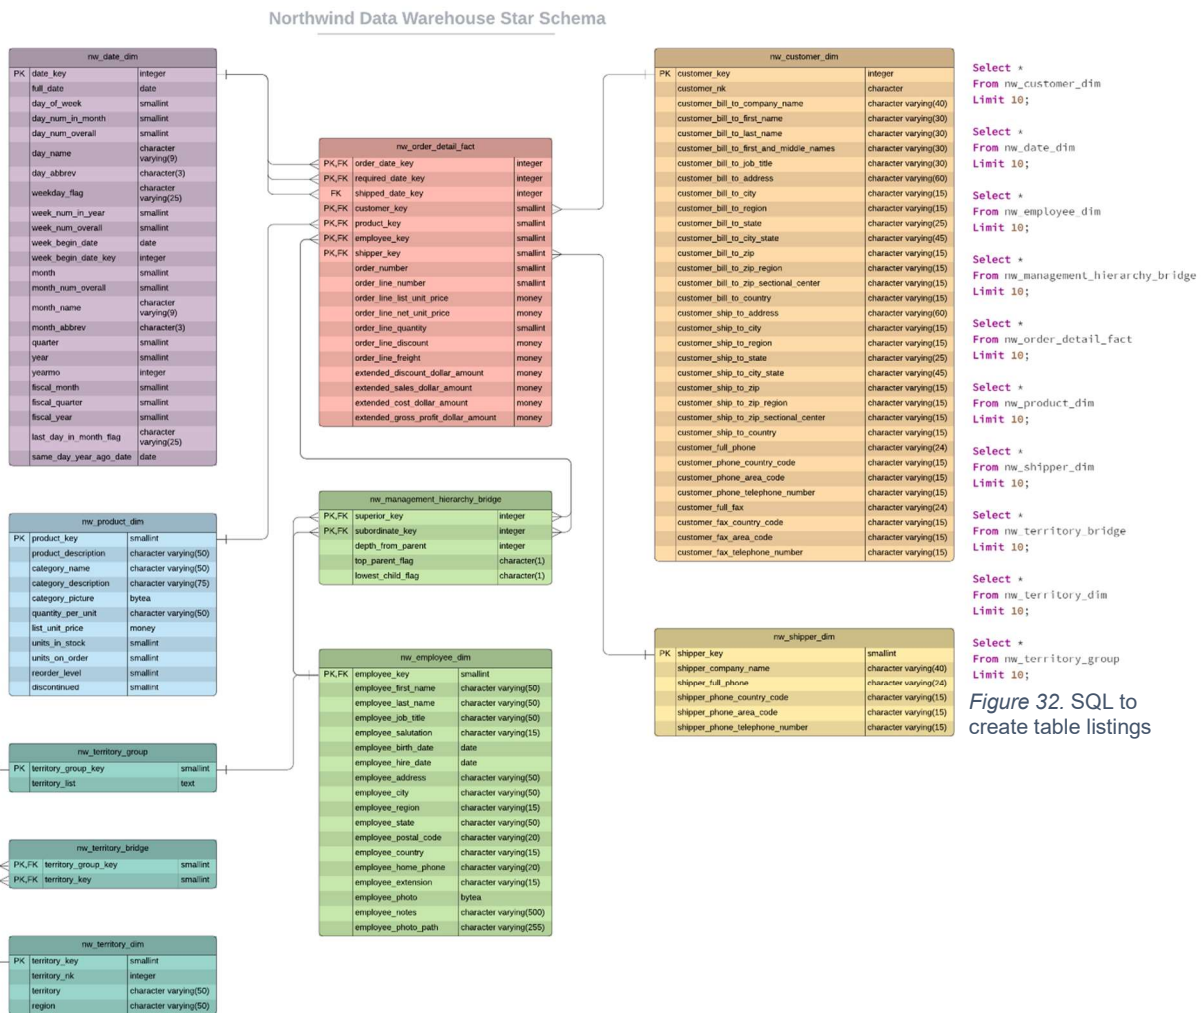 Northwind Data Warehouse Star Schema
nw_date_dim
PK date_key integer
full_date date
day_of_week smallint
day_num_in_month smallint
day_num_overall smallint
day_name character varying(9)
day_abbrev character(3)
weekday_flag character varying(25)
week_num_in_year smallint
week_num_overall smallint
week_begin_date date
week_begin_date_key integer
month smallint
month_num_overall smallint
month_name character varying(9)
month_abbrev character(3)
quarter smallint
year smallint
yearmo integer
fiscal_month smallint
fiscal_quarter smallint
fiscal_year smallint
last_day_in_month_flag character varying(25)
same_day_year_ago_date date
nw_product_dim
PK product_key smallint
product_description character varying(50)
category_name character varying(50)
category_description character varying(75)
category_picture bytea
quantity_per_unit character varying(50)
list_unit_price money
units_in_stock smallint
units_on_order smallint
reorder_level smallint
discontinued smallint
nw_territory_group
PK territory_group_key smallint
territory_list text
nw_territory_bridge
PK,FK territory_group_key smallint
PK,FK territory_key smallint
nw_territory_dim
PK territory_key smallint
territory_nk integer
territory character varying(50)
region character varying(50)
nw_order_detail_fact
PK,FK order_date_key integer
PK,FK required_date_key integer
FK shipped_date_key integer
PK,FK customer_key smallint
PK,FK product_key smallint
PK,FK employee_key smallint
PK,FK shipper_key smallint
order_number smallint
order_line_number smallint
order_line_list_unit_price money
order_line_net_unit_price money
order_line_quantity smallint
order_line_discount money
order_line_freight money
extended_discount_dollar_amount money
extended_sales_dollar_amount money
extended_cost_dollar_amount money
extended_gross_profit_dollar_amount money
nw_management_hierarchy_bridge
PK,FK superior_key integer
PK,FK subordinate_key integer
depth_from_parent integer
top_parent_flag character(1)
lowest_child_flag character(1)
nw_employee_dim
PK,FK employee_key smallint
employee_first_name character varying(50)
employee_last_name character varying(50)
employee_job_title character varying(50)
employee_salutation character varying(15)
employee_birth_date date
employee_hire_date date
employee_address character varying(50)
employee_city character varying(50)
employee_region character varying(15)
employee_state character varying(50)
employee_postal_code character varying(20)
employee_country character varying(15)
employee_home_phone character varying(20)
employee_extension character varying(15)
employee_photo bytea
employee_notes character varying(500)
employee_photo_path character varying(255)
nw_customer_dim
PK customer_key integer
customer_nk character
customer_bill_to_company_name character varying(40)
customer_bill_to_first_name character varying(30)
customer_bill_to_last_name character varying(30)
customer_bill_to_first_and_middle_names character varying(30)
customer_bill_to_job_title character varying(30)
customer_bill_to_address character varying(60)
customer_bill_to_city character varying(15)
customer_bill_to_region character varying(15)
customer_bill_to_state character varying(25)
customer_bill_to_city_state character varying(45)
customer_bill_to_zip character varying(15)
customer_bill_to_zip_region character varying(15)
customer_bill_to_zip_sectional_center character varying(15)
customer_bill_to_country character varying(15)
customer_ship_to_address character varying(60)
customer_ship_to_city character varying(15)
customer_ship_to_region character varying(15)
customer_ship_to_state character varying(25)
customer_ship_to_city_state character varying(45)
customer_ship_to_zip character varying(15)
customer_ship_to_zip_region character varying(15)
customer_ship_to_zip_sectional_center character varying(15)
customer_ship_to_country character varying(15)
customer_full_phone character varying(24)
customer_phone_country_code character varying(15)
customer_phone_area_code character varying(15)
customer_phone_telephone_number character varying(15)
customer_full_fax character varying(24)
customer_fax_country_code character varying(15)
customer_fax_area_code character varying(15)
customer_fax_telephone_number character varying(15)
nw_shipper_dim
PK shipper_key smallint
shipper_company_name character varying(40)
shipper_full_phone character varying(24)
shipper_phone_country_code character varying(15)
shipper_phone_area_code character varying(15)
shipper_phone_telephone_number character varying(15)
Select *
From nw_customer_dim
Limit 10;
Select *
From nw_date_dim
Limit 10;
Select *
From nw_employee_dim
Limit 10;
Select *
From nw_management_hierarchy_bridge
Limit 10;
Select *
From nw_order_detail_fact
Limit 10;
Select *
From nw_product_dim
Limit 10;
Select *
From nw_shipper_dim
Limit 10;
Select *
From nw_territory_bridge
Limit 10;
Select *
From nw_territory_dim
Limit 10;
Select *
From nw_territory_group
Limit 10;
Figure 32. SQL to
create table listings